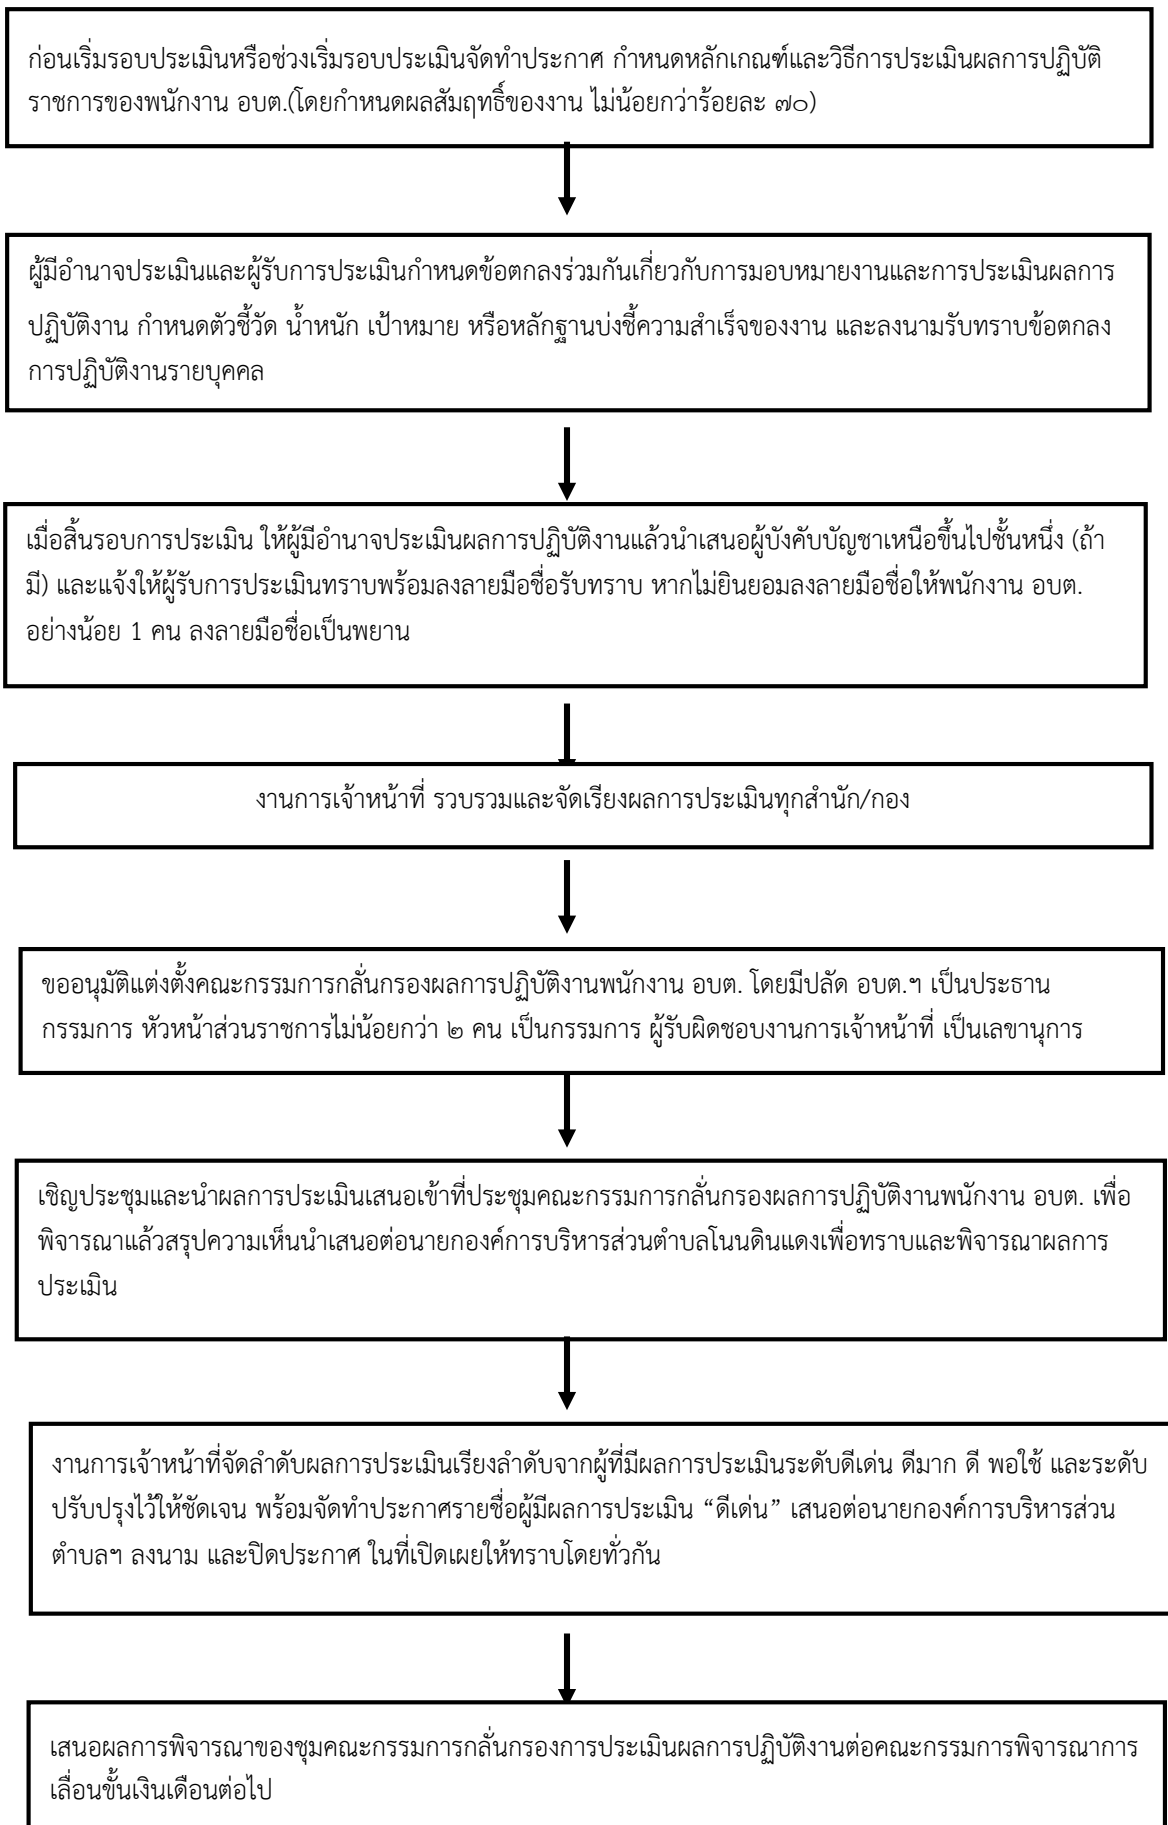 ก่อนเริ่มรอบประเมินหรือช่วงเริ่มรอบประเมินจัดทำประกาศ กำหนดหลักเกณฑ์และวิธีการประเมินผลการปฏิบัติ
ราชการของพนักงาน อบต.(โดยกำหนดผลสัมฤทธิ์ของงาน ไม่น้อยกว่าร้อยละ ๗๐)
ผู้มีอำนาจประเมินและผู้รับการประเมินกำหนดข้อตกลงร่วมกันเกี่ยวกับการมอบหมายงานและการประเมินผลการ
ปฏิบัติงาน กำหนดตัวชี้วัด น้ำหนัก เป้าหมาย หรือหลักฐานบ่งชี้ความสำเร็จของงาน และลงนามรับทราบข้อตกลง
การปฏิบัติงานรายบุคคล
เมื่อสิ้นรอบการประเมิน ให้ผู้มีอำนาจประเมินผลการปฏิบัติงานแล้วนำเสนอผู้บังคับบัญชาเหนือขึ้นไปชั้นหนึ่ง (ถ้า
มี) และแจ้งให้ผู้รับการประเมินทราบพร้อมลงลายมือชื่อรับทราบ หากไม่ยินยอมลงลายมือชื่อให้พนักงาน อบต.
อย่างน้อย 1 คน ลงลายมือชื่อเป็นพยาน
งานการเจ้าหน้าที่ รวบรวมและจัดเรียงผลการประเมินทุกสำนัก/กอง
ขออนุมัติแต่งตั้งคณะกรรมการกลั่นกรองผลการปฏิบัติงานพนักงาน อบต. โดยมีปลัด อบต.ฯ เป็นประธาน
กรรมการ หัวหน้าส่วนราชการไม่น้อยกว่า ๒ คน เป็นกรรมการ ผู้รับผิดชอบงานการเจ้าหน้าที่ เป็นเลขานุการ
เชิญประชุมและนำผลการประเมินเสนอเข้าที่ประชุมคณะกรรมการกลั่นกรองผลการปฏิบัติงานพนักงาน อบต. เพื่อ
พิจารณาแล้วสรุปความเห็นนำเสนอต่อนายกองค์การบริหารส่วนตำบลโนนดินแดงเพื่อทราบและพิจารณาผลการ
ประเมิน
งานการเจ้าหน้าที่จัดลำดับผลการประเมินเรียงลำดับจากผู้ที่มีผลการประเมินระดับดีเด่น ดีมาก ดี พอใช้ และระดับ
ปรับปรุงไว้ให้ชัดเจน พร้อมจัดทำประกาศรายชื่อผู้มีผลการประเมิน “ดีเด่น” เสนอต่อนายกองค์การบริหารส่วน
ตำบลฯ ลงนาม และปิดประกาศ ในที่เปิดเผยให้ทราบโดยทั่วกัน
เสนอผลการพิจารณาของชุมคณะกรรมการกลั่นกรองการประเมินผลการปฏิบัติงานต่อคณะกรรมการพิจารณาการ
เลื่อนขั้นเงินเดือนต่อไป